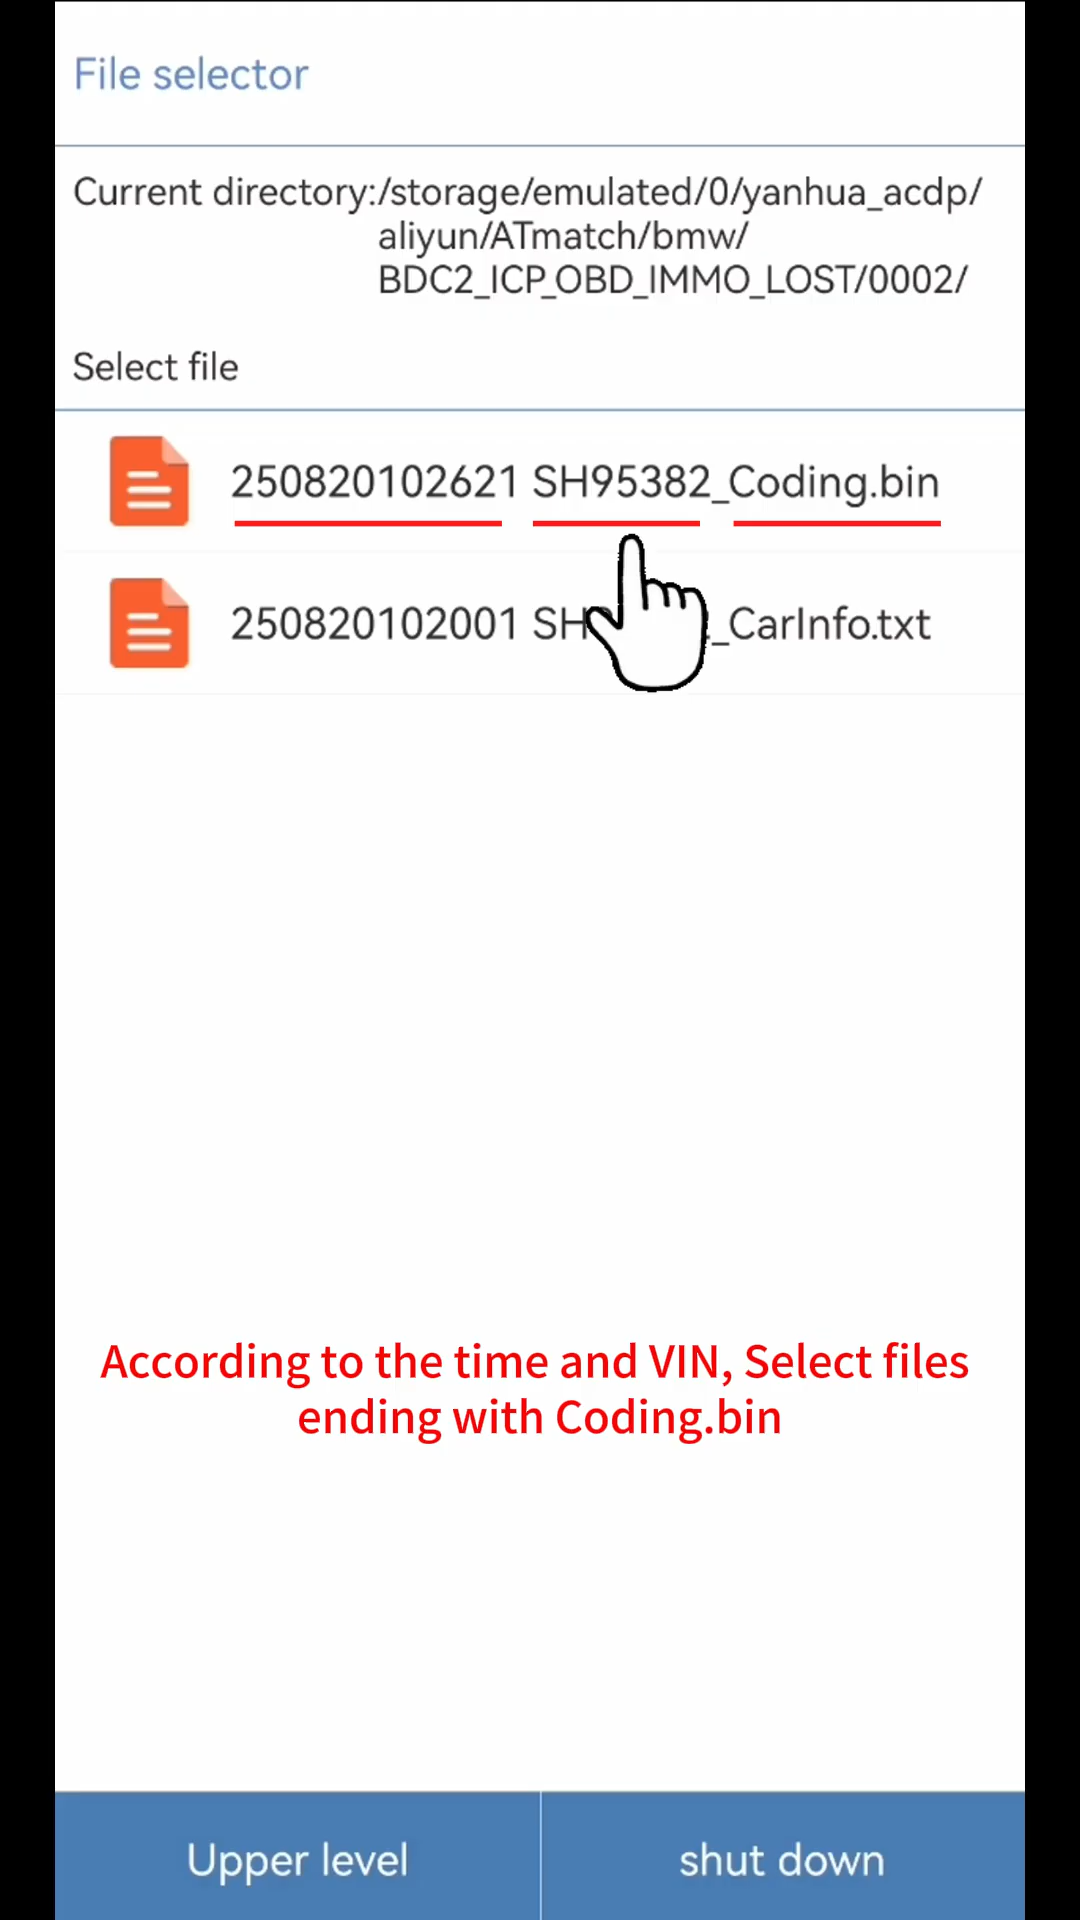 File selector
Current directory:/storage/emulated/0/yanhua_acdp/
aliyun/ATmatch/bmw/
BDC2_ICP_OBD_IMMO_LOST/0002/
Select file
250820102621 SH95382_Coding.bin
250820102001 SH _CarInfo.txt
According to the time and VIN, Select files
ending with Coding.bin
Upper level
shut down